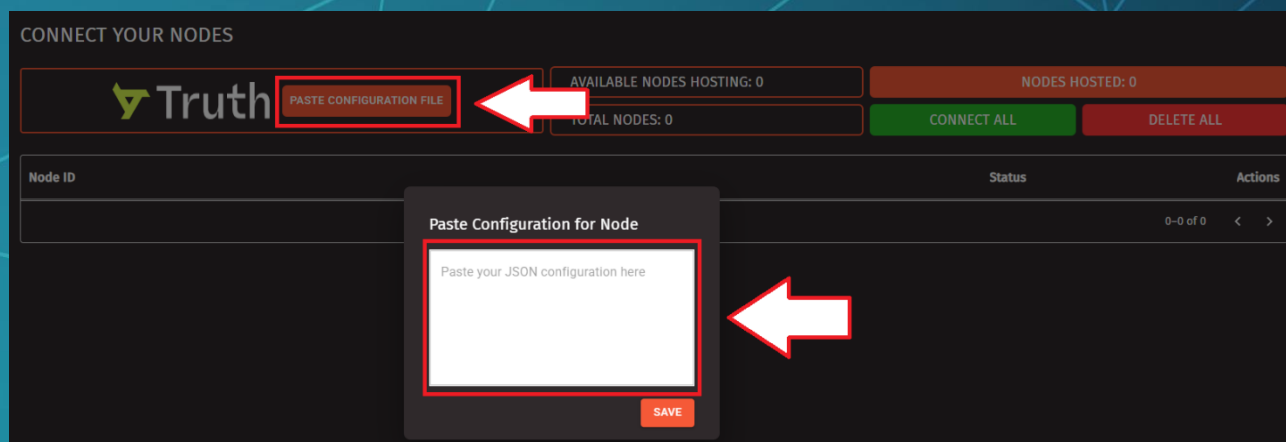 CONNECT YOUR NODES
Truth
PASTE CONFIGURATION FILE
AVAILABLE NODES HOSTING: 0
NODES HOSTED: 0
TOTAL NODES: 0
CONNECT ALL
DELETE ALL
Node ID
Status
Actions
0–0 of 0
Paste Configuration for Node
Paste your JSON configuration here
SAVE